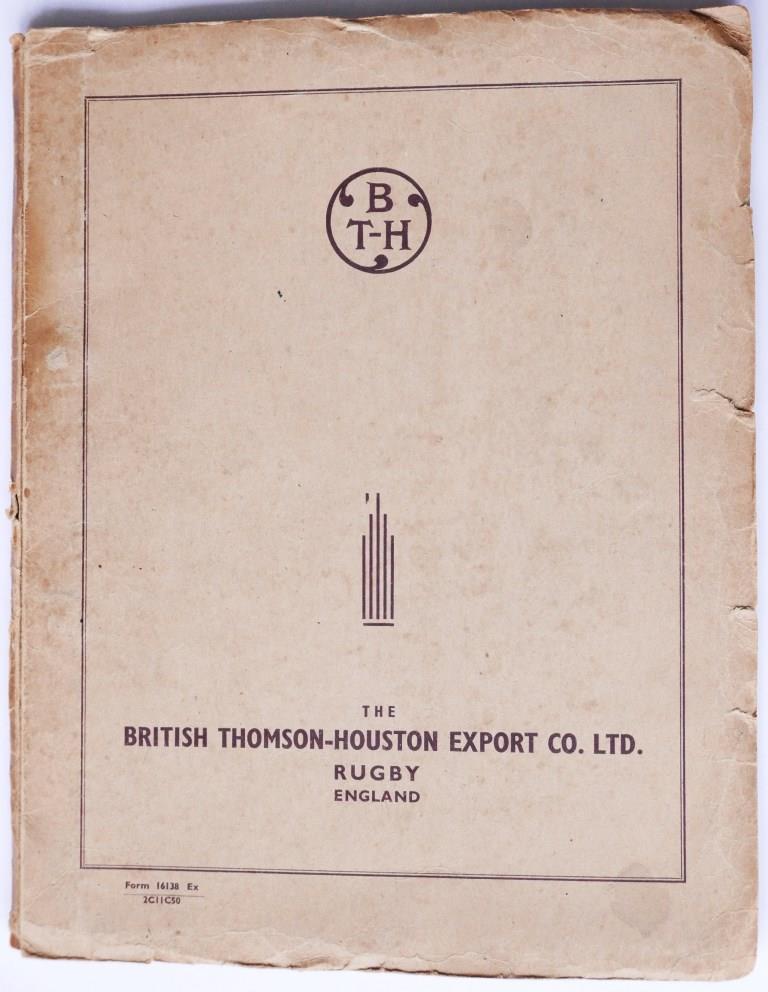 B
T-H
THE
BRITISH THOMSON-HOUSTON EXPORT CO. LTD.
RUGBY
ENGLAND
Form 16138 Ex
2C11C50